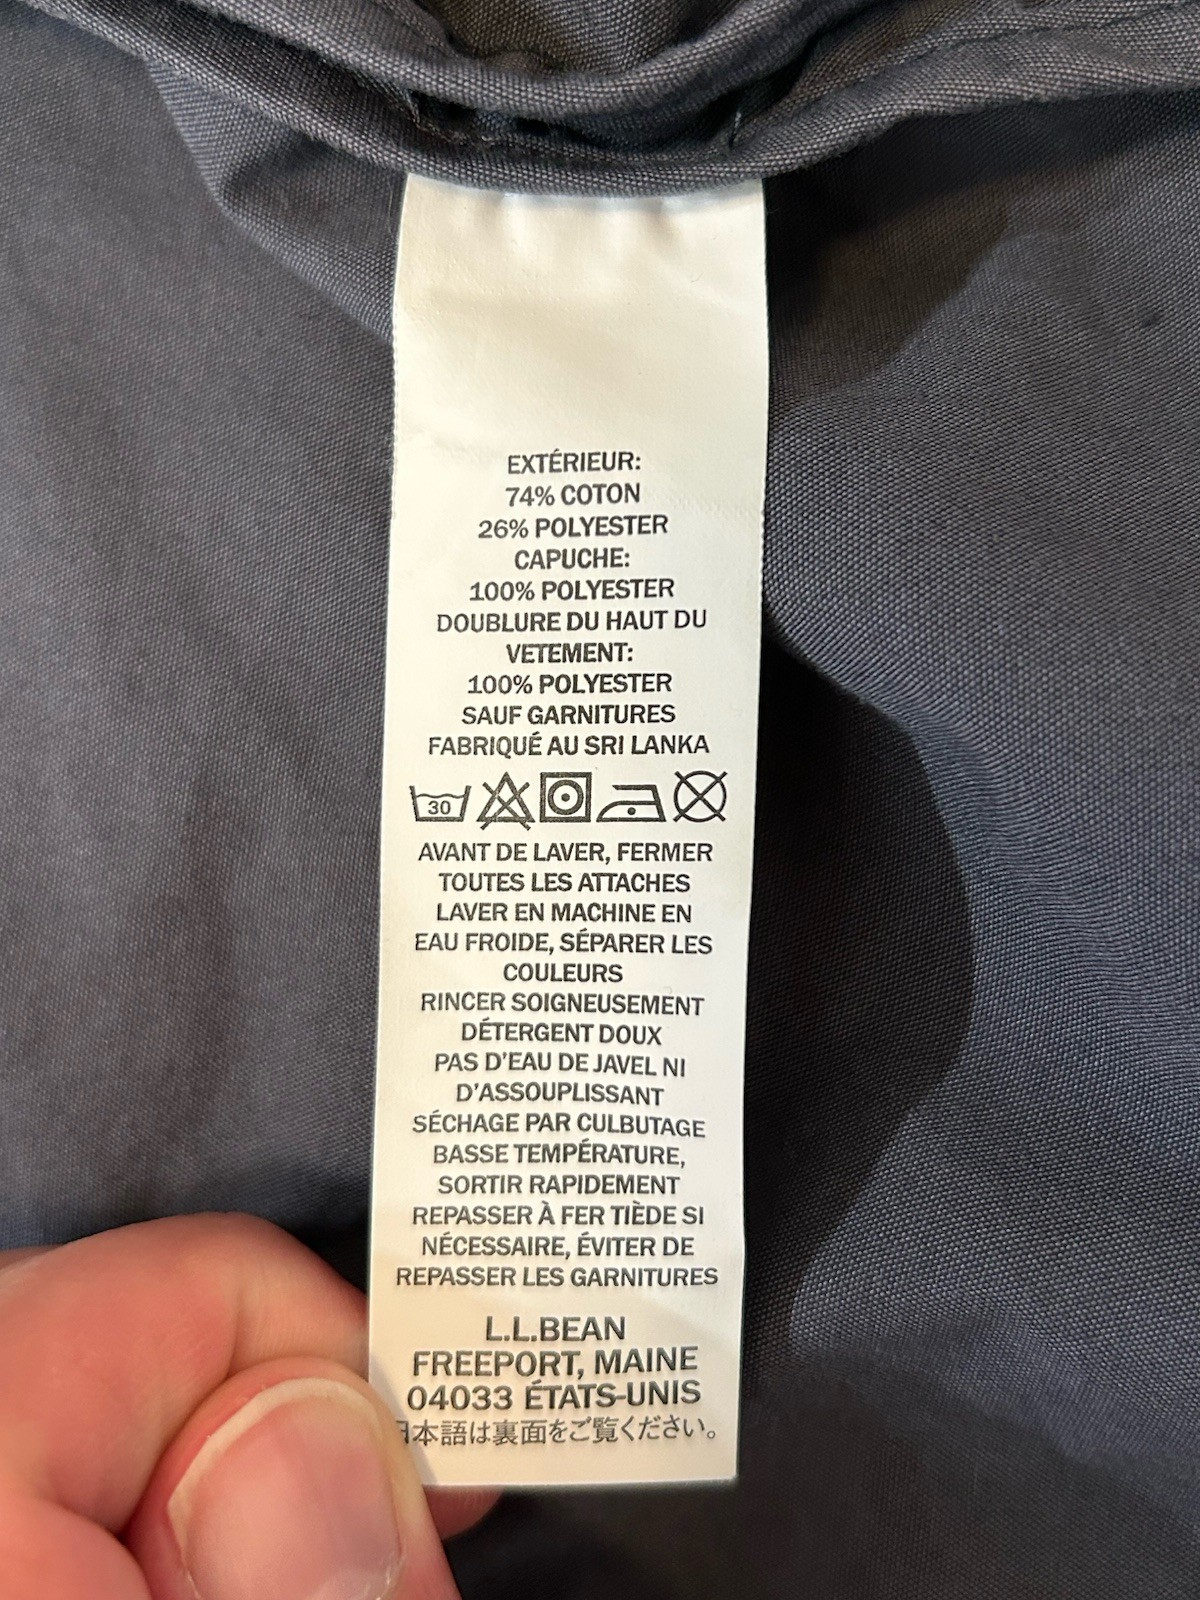 EXTÉRIEUR:
74% COTON
26% POLYESTER
CAPUCHE:
100% POLYESTER
DOUBLURE DU HAUT DU
VETEMENT:
100% POLYESTER
SAUF GARNITURES
FABRIQUÉ AU SRI LANKA
30
AVANT DE LAVER, FERMER
TOUTES LES ATTACHES
LAVER EN MACHINE EN
EAU FROIDE, SÉPARER LES
COULEURS
RINCER SOIGNEUSEMENT
DÉTERGENT DOUX
PAS D'EAU DE JAVEL NI
D'ASSOUPLISSANT
SÉCHAGE PAR CULBUTAGE
BASSE TEMPÉRATURE,
SORTIR RAPIDEMENT
REPASSER À FER TIÈDE SI
NÉCESSAIRE, ÉVITER DE
REPASSER LES GARNITURES
L.L.BEAN
FREEPORT, MAINE
04033 ÉTATS-UNIS
日本語は裏面をご覧ください。